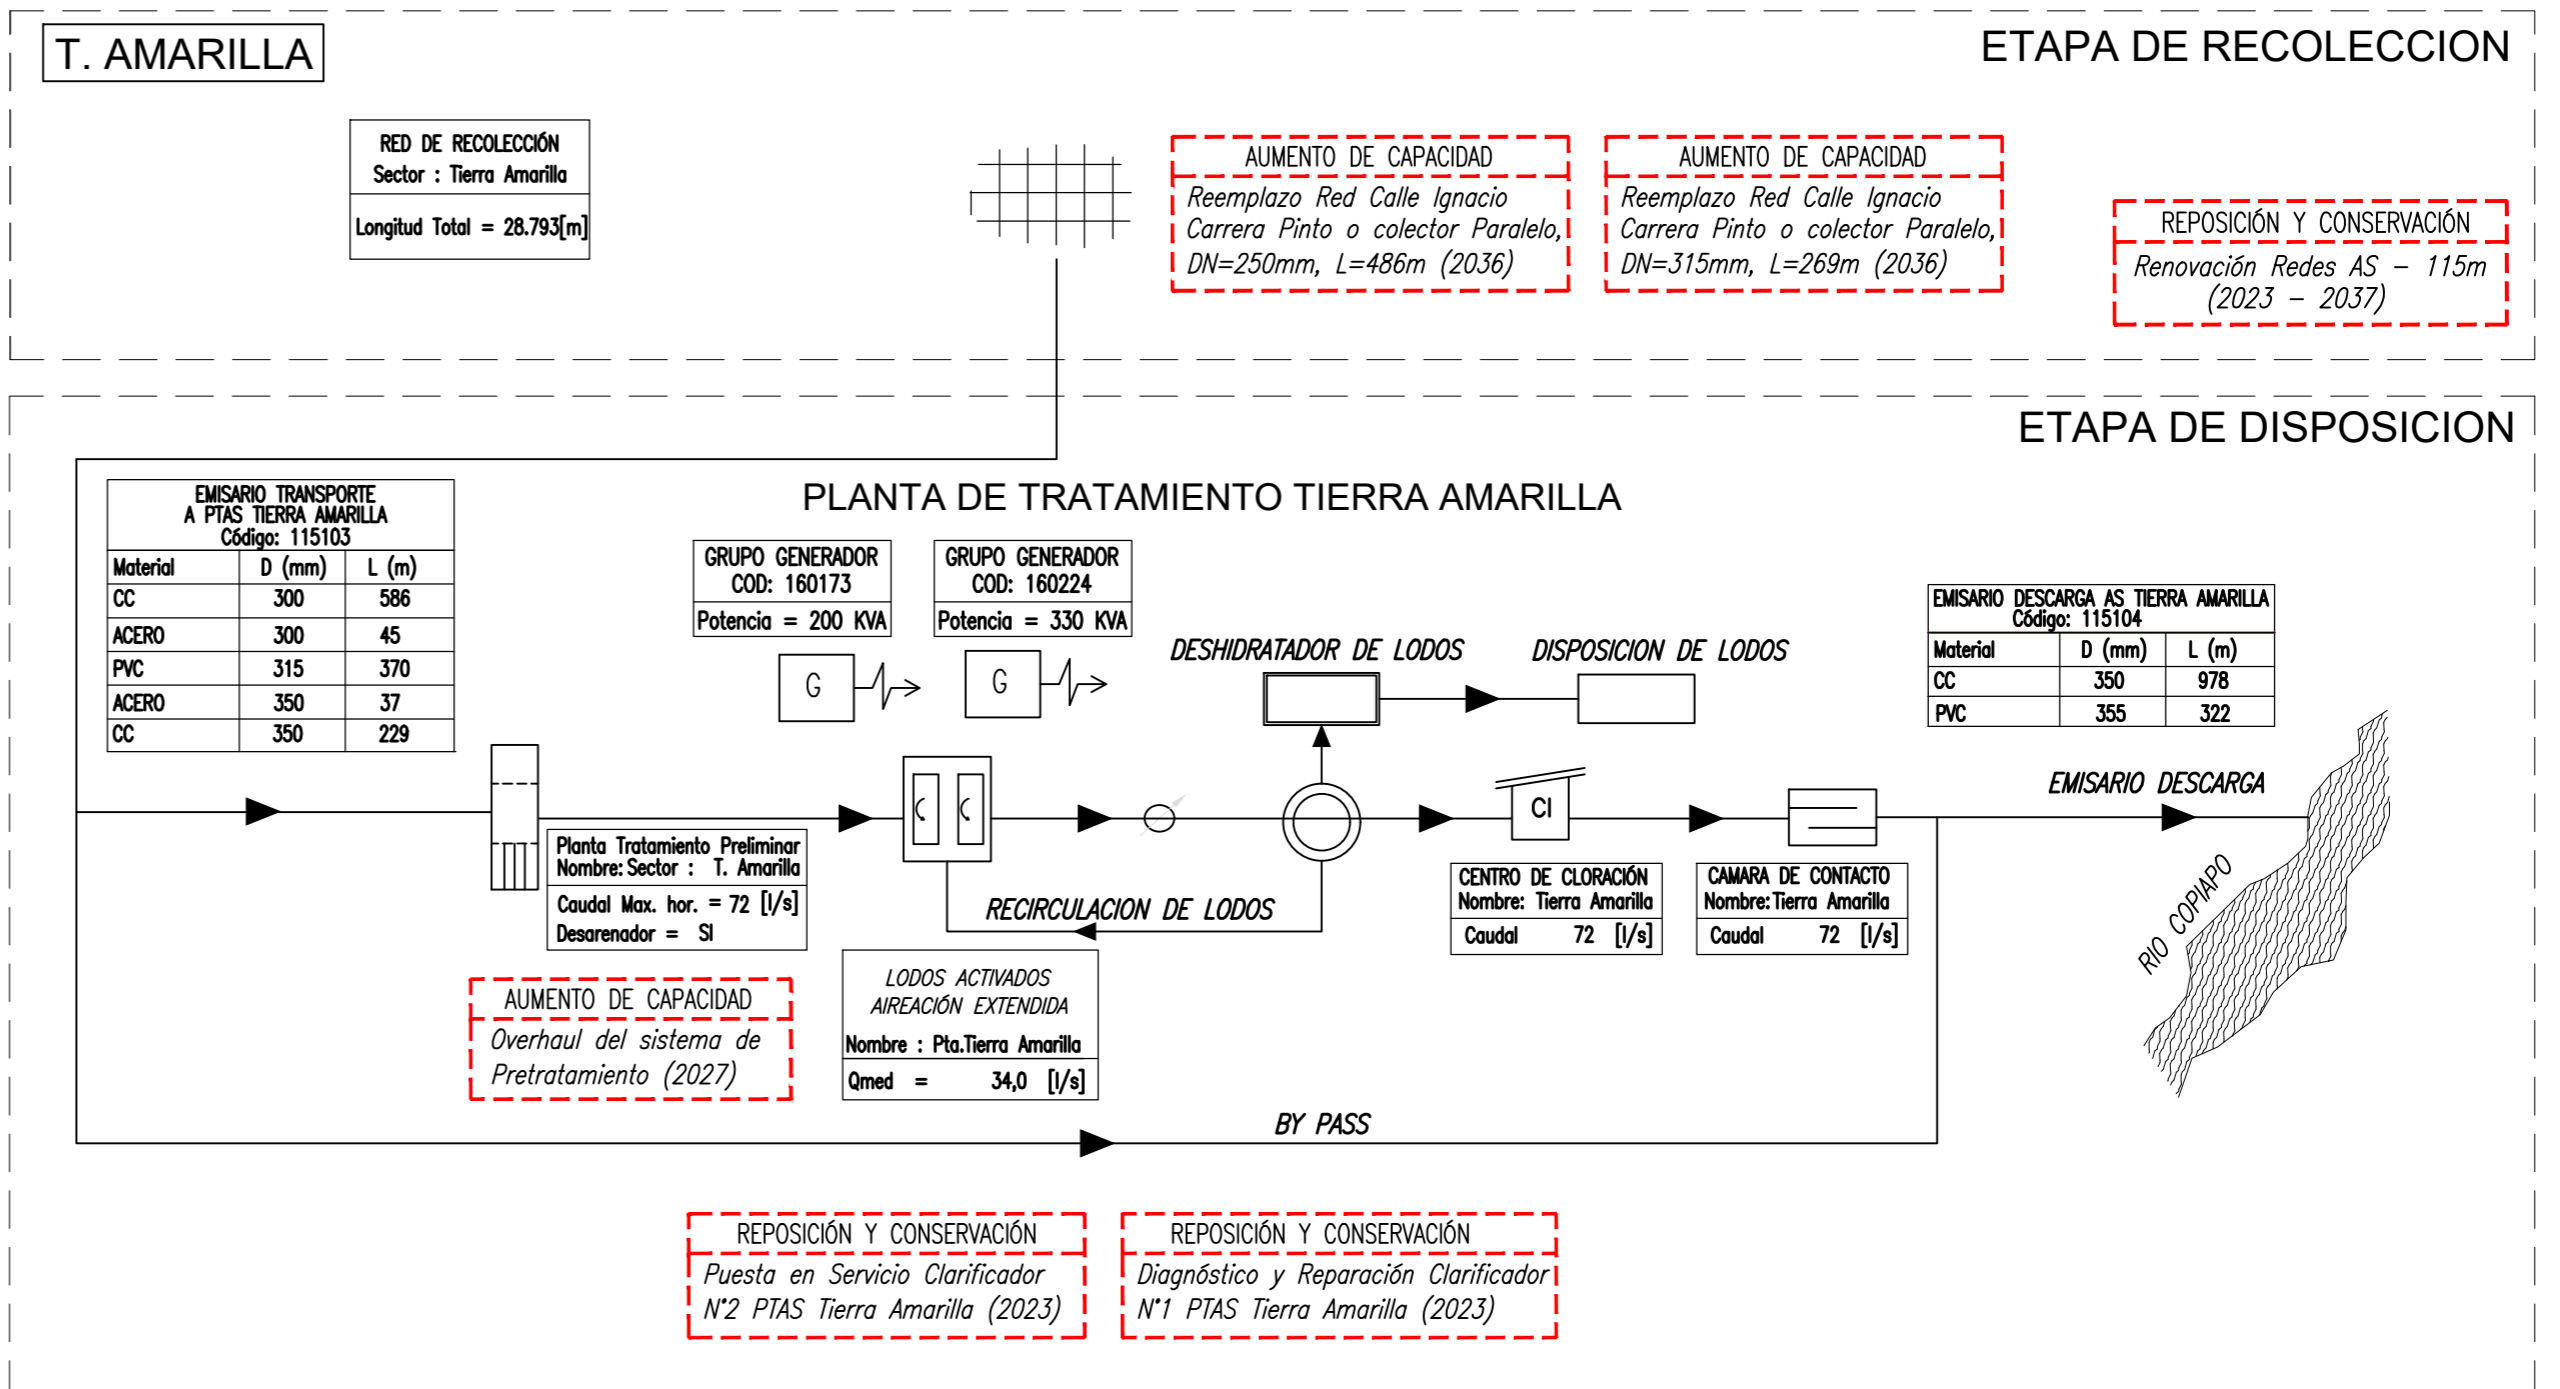 T. AMARILLA
ETAPA DE RECOLECCION
RED DE RECOLECCIÓN
Sector : Tierra Amarilla
Longitud Total = 28.793[m]
AUMENTO DE CAPACIDAD
Reemplazo Red Calle Ignacio
Carrera Pinto o colector Paralelo,
DN=250mm, L=486m (2036)
AUMENTO DE CAPACIDAD
Reemplazo Red Calle Ignacio
Carrera Pinto o colector Paralelo,
DN=315mm, L=269m (2036)
REPOSICIÓN Y CONSERVACIÓN
Renovación Redes AS – 115m
(2023 – 2037)
ETAPA DE DISPOSICION
PLANTA DE TRATAMIENTO TIERRA AMARILLA
EMISARIO TRANSPORTE
A PTAS TIERRA AMARILLA
Código: 115103
Material D (mm) L (m)
CC 300 586
ACERO 300 45
PVC 315 370
ACERO 350 37
CC 350 229
GRUPO GENERADOR
COD: 160173
Potencia = 200 KVA
G
GRUPO GENERADOR
COD: 160224
Potencia = 330 KVA
G
DESHIDRATADOR DE LODOS
DISPOSICION DE LODOS
EMISARIO DESCARGA AS TIERRA AMARILLA
Código: 115104
Material D (mm) L (m)
CC 350 978
PVC 355 322
EMISARIO DESCARGA
RIO COPIAPO
Cl
Planta Tratamiento Preliminar
Nombre: Sector : T. Amarilla
Caudal Max. hor. = 72 [l/s]
Desarenador = SI
RECIRCULACION DE LODOS
CENTRO DE CLORACIÓN
Nombre: Tierra Amarilla
Caudal 72 [l/s]
CAMARA DE CONTACTO
Nombre: Tierra Amarilla
Caudal 72 [l/s]
AUMENTO DE CAPACIDAD
Overhaul del sistema de
Pretratamiento (2027)
LODOS ACTIVADOS
AIREACIÓN EXTENDIDA
Nombre : Pta.Tierra Amarilla
Qmed = 34,0 [l/s]
BY PASS
REPOSICIÓN Y CONSERVACIÓN
Puesta en Servicio Clarificador
N°2 PTAS Tierra Amarilla (2023)
REPOSICIÓN Y CONSERVACIÓN
Diagnóstico y Reparación Clarificador
N°1 PTAS Tierra Amarilla (2023)